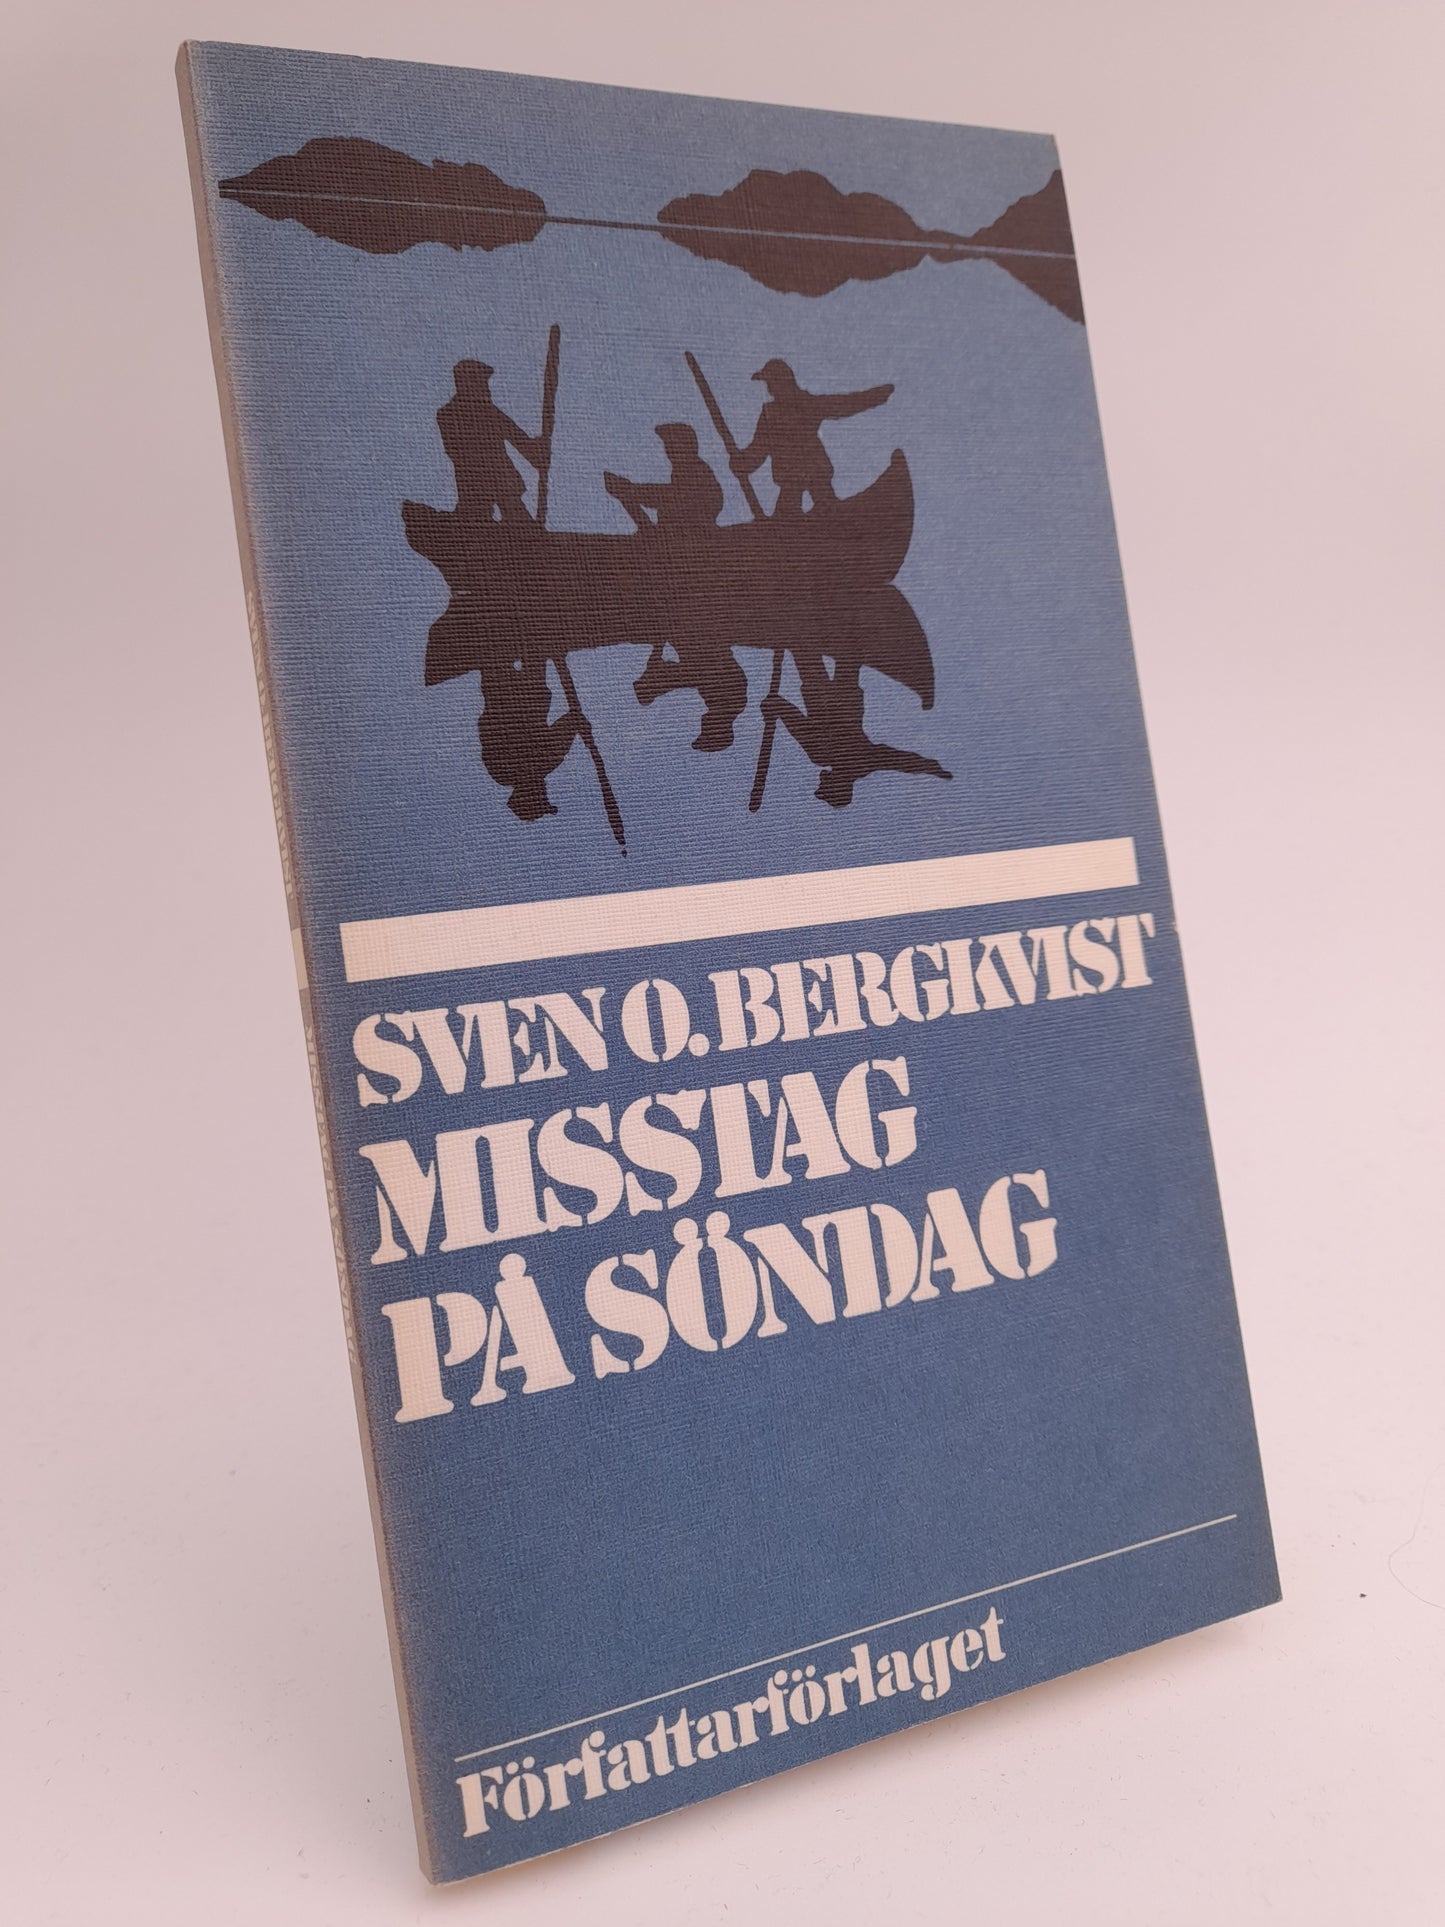 SVEN O. BERGKVIST
MISSTAG
PÅ SÖNDAG
Författarförlaget